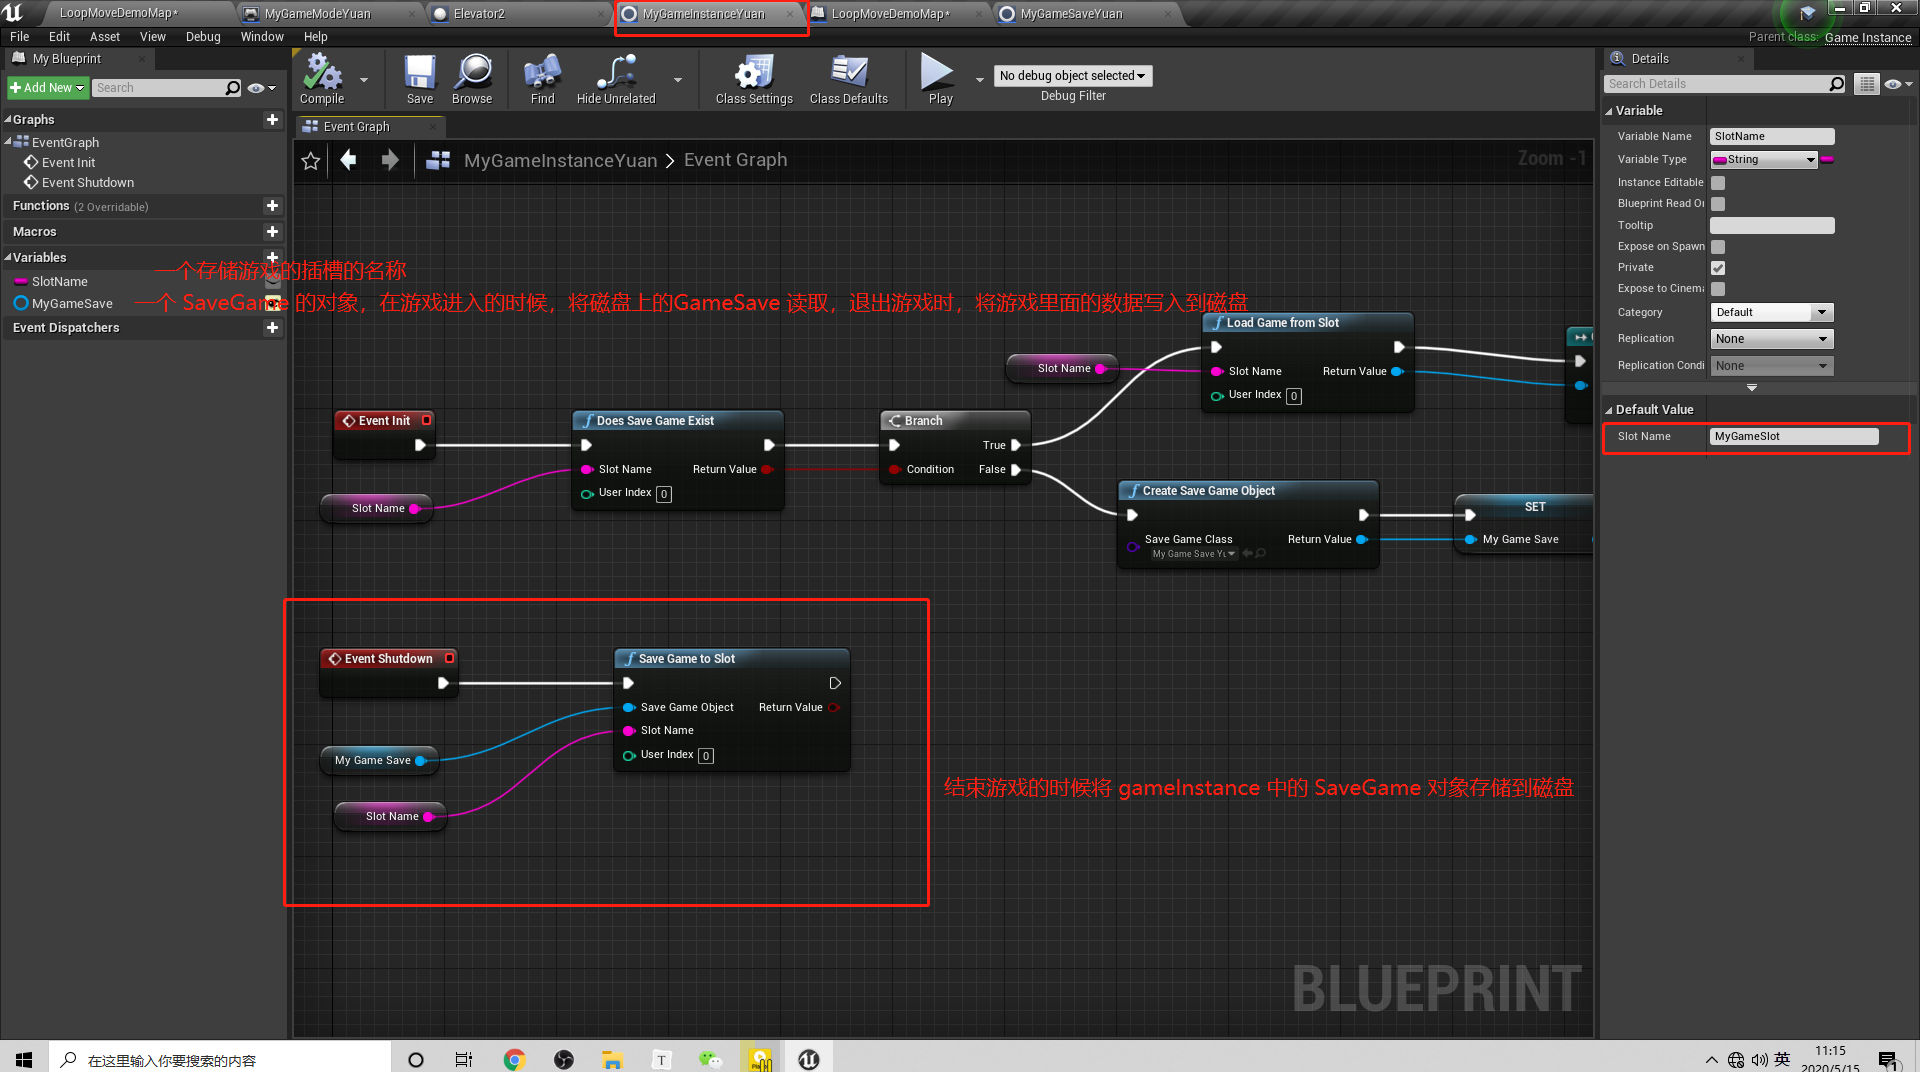 LoopMoveDemoMap*
MyGameModeYuan
Elevator2
MyGameInstanceYuan
LoopMoveDemoMap*
MyGameSaveYuan
File Edit Asset View Debug Window Help
Parent class: Game Instance
My Blueprint
Add New
Search
Compile
Save
Browse
Find
Hide Unrelated
Class Settings
Class Defaults
Play
No debug object selected
Debug Filter
Details
Search Details
Graphs
EventGraph
Event Init
Event Shutdown
Functions (2 Overridable)
Macros
Variables
SlotName
MyGameSave
Event Dispatchers
Event Graph
MyGameInstanceYuan > Event Graph
Zoom -1
一个存储游戏的插槽的名称
一个 SaveGame 的对象，在游戏进入的时候，将磁盘上的GameSave 读取，退出游戏时，将游戏里面的数据写入到磁盘
Load Game from Slot
Slot Name
Slot Name
Return Value
User Index 0
Event Init
Does Save Game Exist
Slot Name
Return Value
User Index 0
Slot Name
Branch
True
Condition
False
Create Save Game Object
Save Game Class
My Game Save Yu
Return Value
SET
My Game Save
Event Shutdown
Save Game to Slot
Save Game Object
Return Value
Slot Name
User Index 0
My Game Save
Slot Name
结束游戏的时候将 gameInstance 中的 SaveGame 对象存储到磁盘
BLUEPRINT
Variable
Variable Name SlotName
Variable Type String
Instance Editable
Blueprint Read O
Tooltip
Expose on Spawn
Private
Expose to Cinema
Category Default
Replication None
Replication Condi None
Default Value
Slot Name MyGameSlot
在这里输入你要搜索的内容
英
11:15
2020/5/15
1